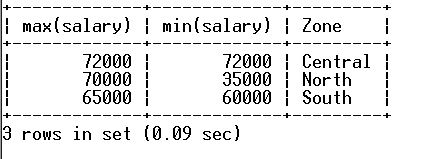 +-------------+-------------+---------+
| max(salary) | min(salary) | Zone    |
+-------------+-------------+---------+
|       72000 |       72000 | Central |
|       70000 |       35000 | North   |
|       65000 |       60000 | South   |
+-------------+-------------+---------+
3 rows in set (0.09 sec)